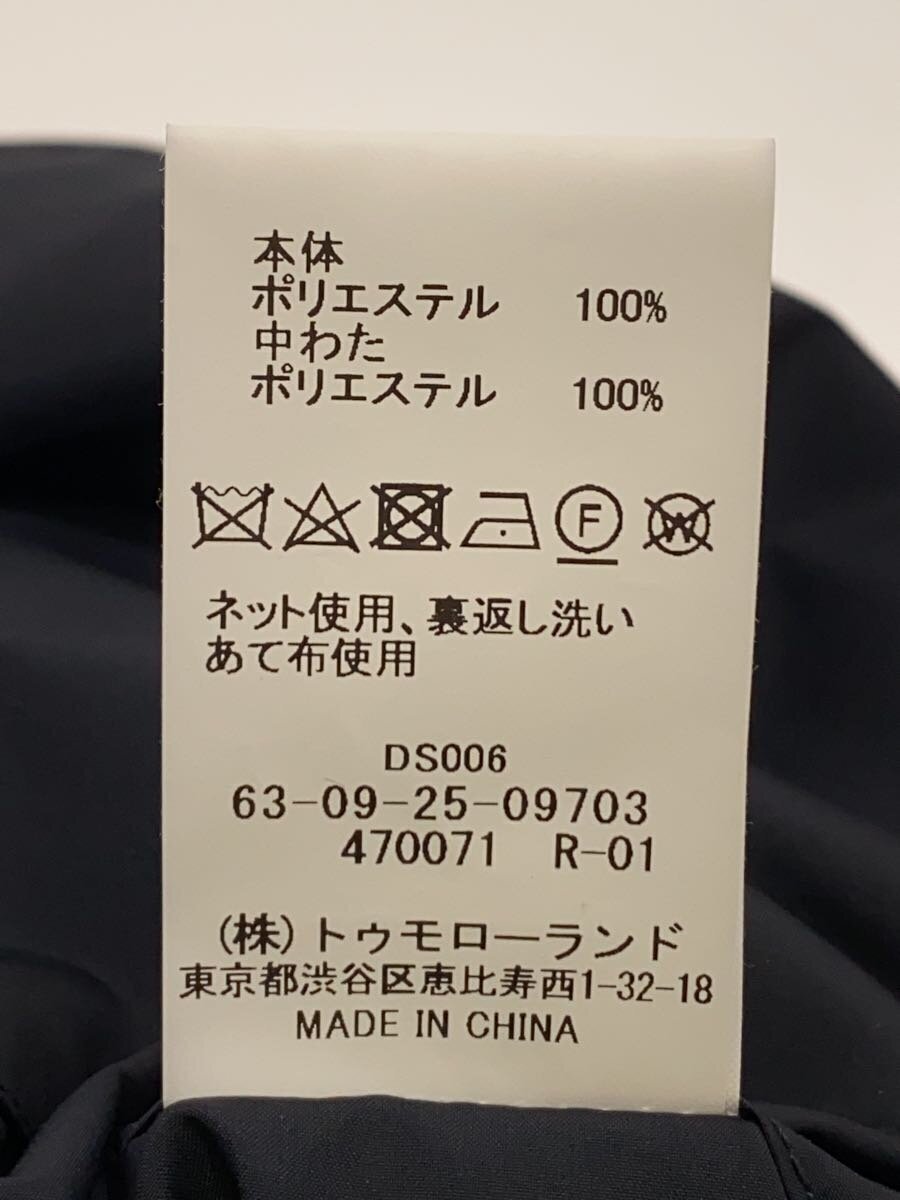 本体
ポリエステル 100%
中わた
ポリエステル 100%
F W
ネット使用、裏返し洗い
あて布使用
DS006
63-09-25-09703
470071 R-01
(株)トゥモローランド
東京都渋谷区恵比寿西1-32-18
MADE IN CHINA